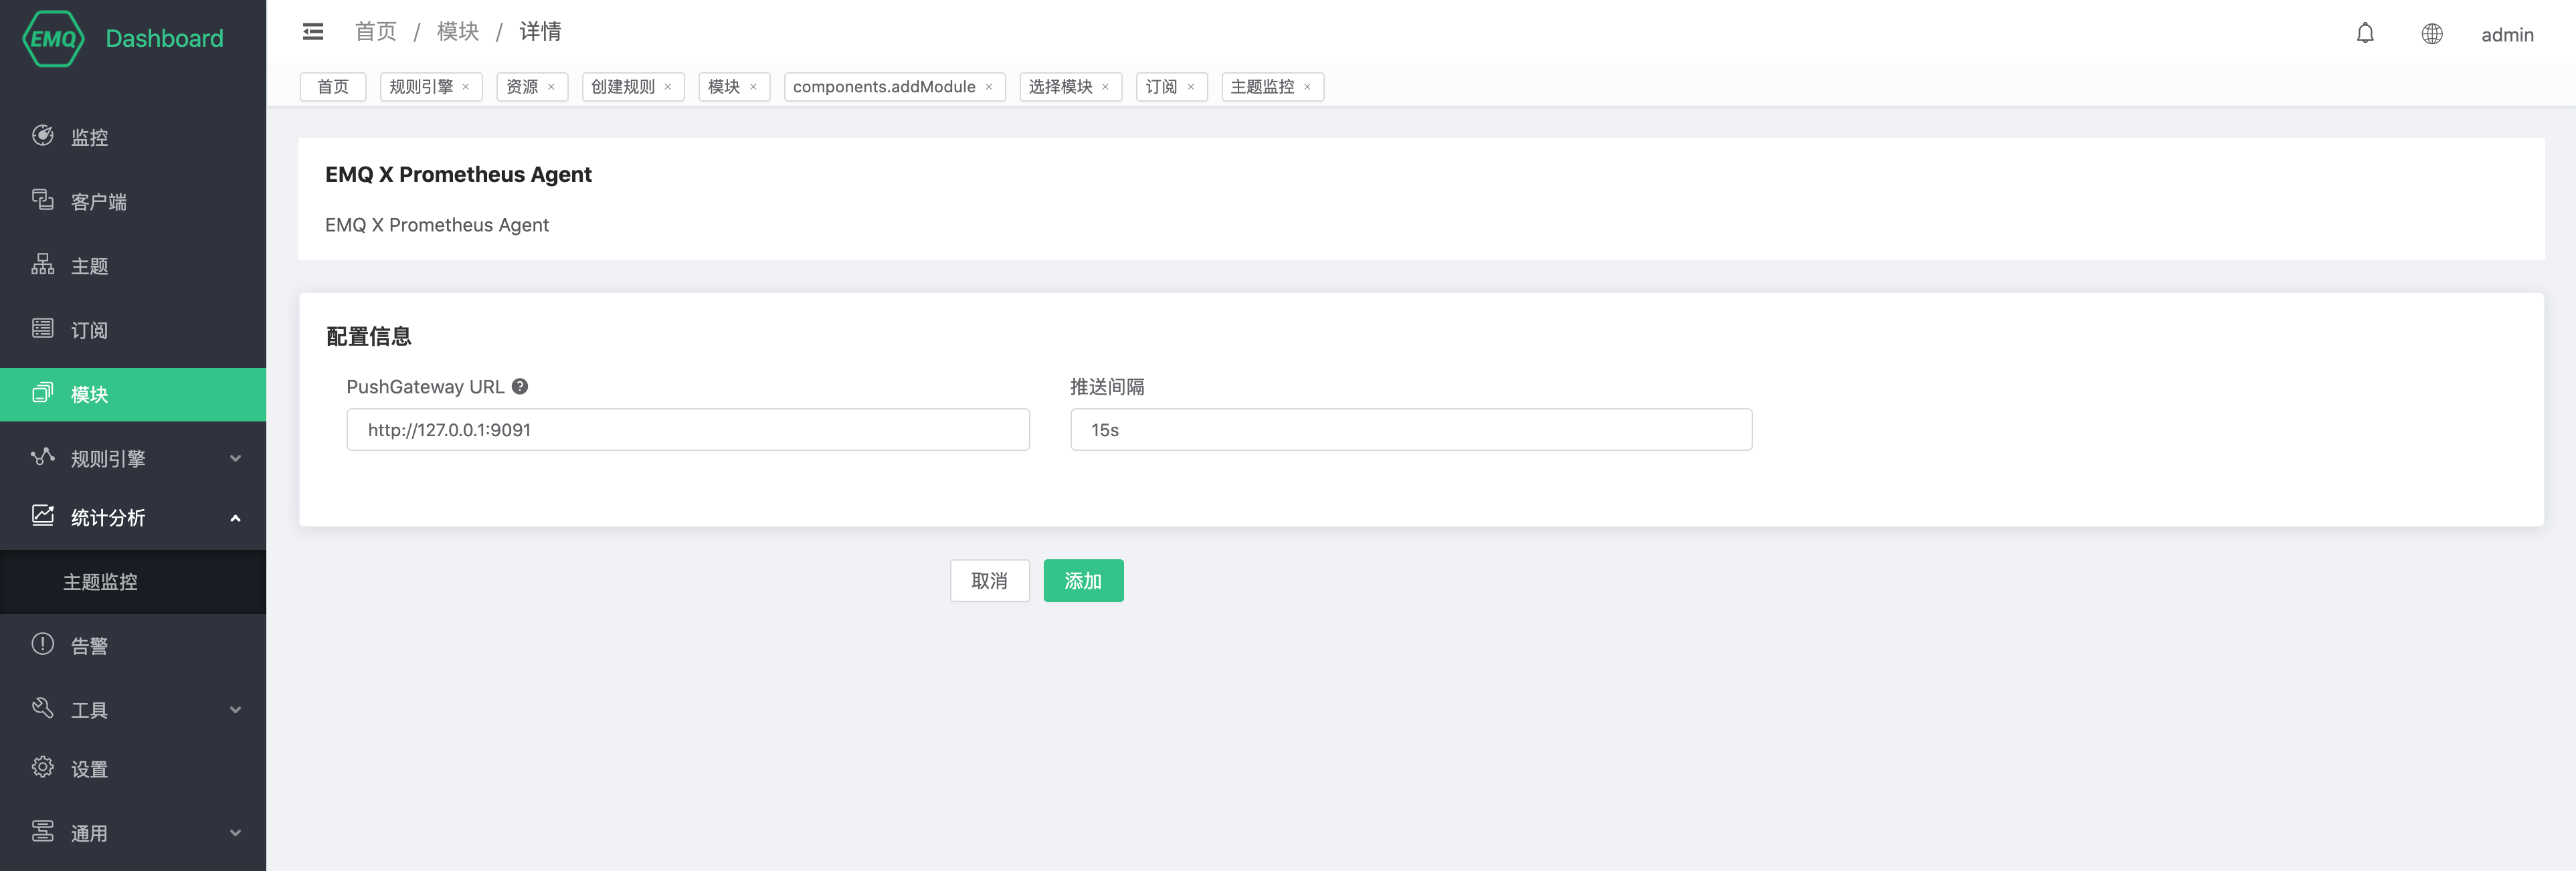 EMQ Dashboard
首页 / 模块 / 详情
admin
首页 规则引擎 × 资源 × 创建规则 × 模块 × components.addModule × 选择模块 × 订阅 × 主题监控 ×
监控
客户端
主题
订阅
模块
规则引擎
统计分析
主题监控
告警
工具
设置
通用
EMQ X Prometheus Agent
EMQ X Prometheus Agent
配置信息
PushGateway URL ?
http://127.0.0.1:9091
推送间隔
15s
取消
添加